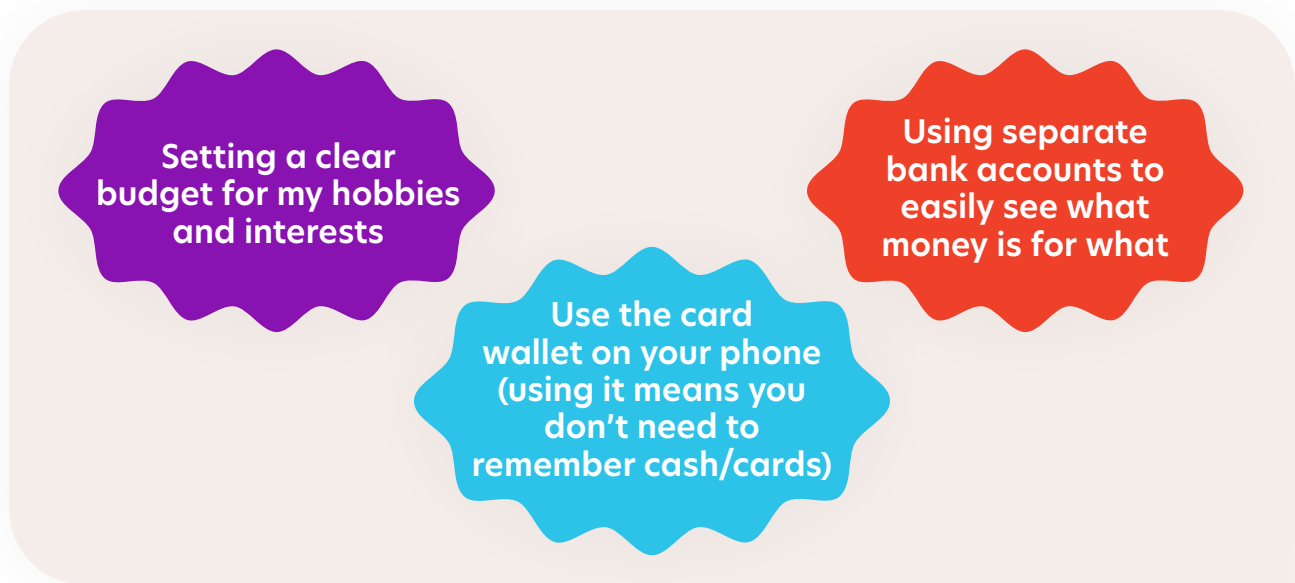 Setting a clear
budget for my hobbies
and interests
Using separate
bank accounts to
easily see what
money is for what
Use the card
wallet on your phone
(using it means you
don’t need to
remember cash/cards)